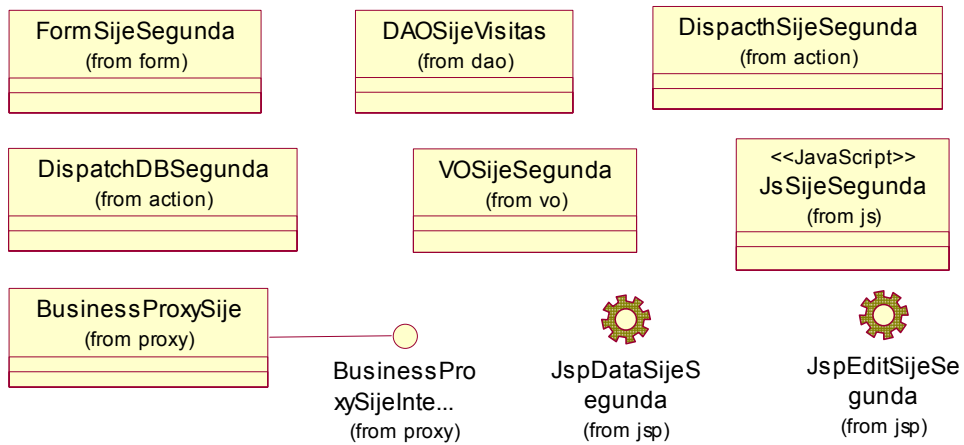 FormSijeSegunda
(from form)
DAOSijeVisitas
(from dao)
DispacthSijeSegunda
(from action)
DispatchDBSegunda
(from action)
VOSijeSegunda
(from vo)
<<JavaScript>>
JsSijeSegunda
(from js)
BusinessProxySije
(from proxy)
BusinessPro
xySijeInte...
(from proxy)
JspDataSijeS
egunda
(from jsp)
JspEditSijeSe
gunda
(from jsp)